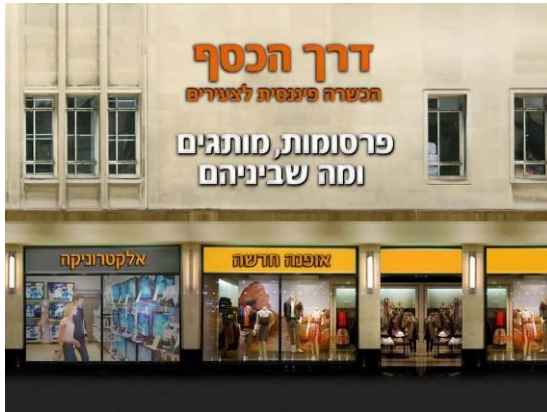 דרך הכסף
הכשרה פיננסית לצעירים
פרסומות, מותגים
ומה שביניהם
אלקטרוניקה
אופנה חדשה